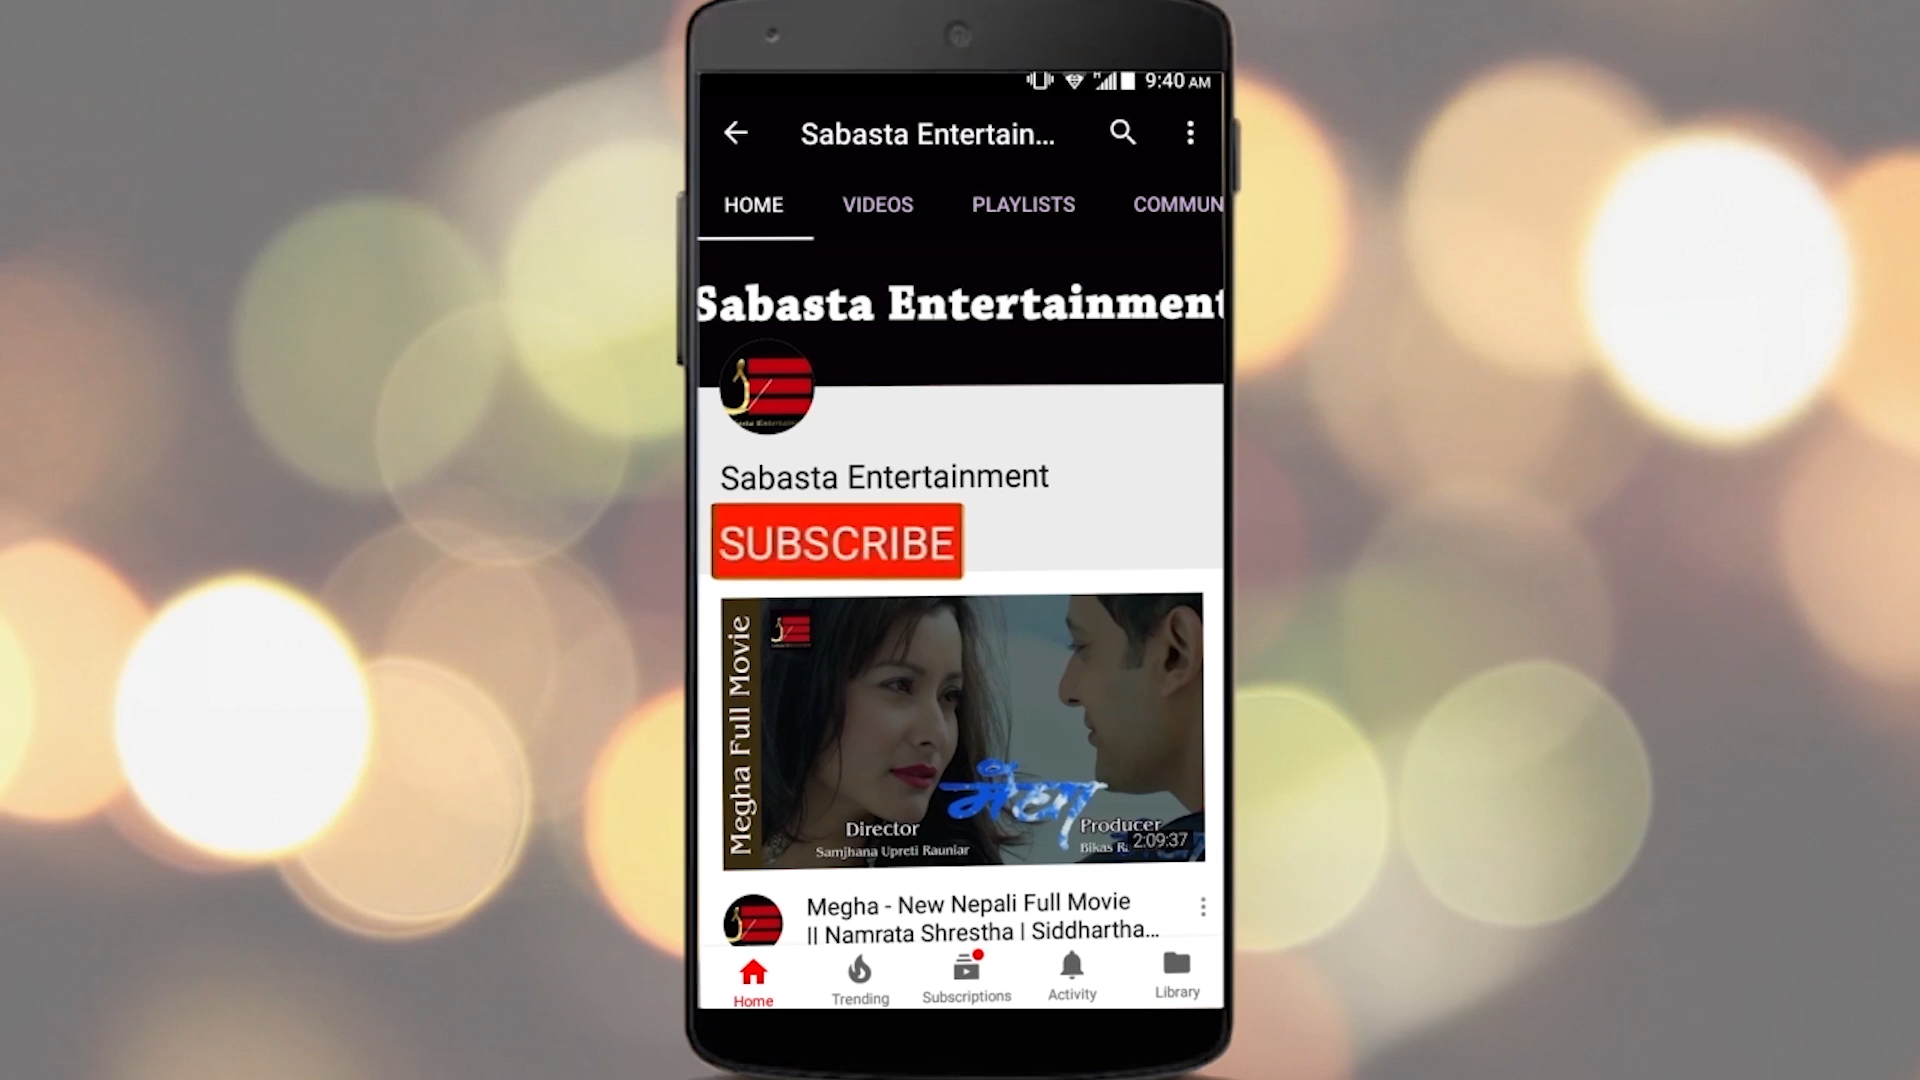 9:40 AM
Sabasta Entertain...
HOME VIDEOS PLAYLISTS COMMUN
Sabasta Entertainment
Sabasta Entertainment
SUBSCRIBE
Megha Full Movie
मेघा
Director
Samjhana Upreti Rauniar
Producer
Bikas
2:09:37
Megha - New Nepali Full Movie
|| Namrata Shrestha | Siddhartha...
Home Trending Subscriptions Activity Library